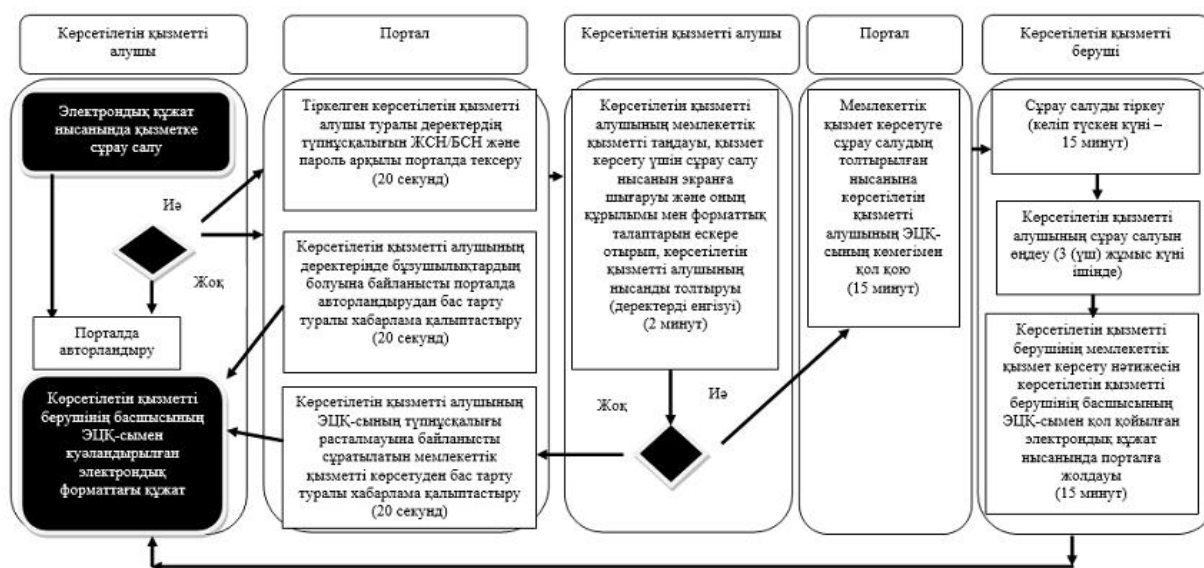 Көрсетілетін қызметті
алушы
Портал
Көрсетілетін қызметті алушы
Портал
Көрсетілетін қызметті
беруші
Электрондық құжат
нысанында қызметке
сұрау салу
Иә
Жоқ
Порталда
авторландыру
Көрсетілетін қызметті
берушінің басшысының
ЭЦҚ-сымен
куәландырылған
электрондық
форматтағы құжат
Тіркелген көрсетілетін қызметті
алушы туралы деректердің
түпнұсқалығын ЖСН/БСН және
пароль арқылы порталда тексеру
(20 секунд)
Көрсетілетін қызметті алушының
деректерінде бұзушылықтардың
болуына байланысты порталда
авторландырудан бас тарту
туралы хабарлама қалыптастыру
(20 секунд)
Көрсетілетін қызметті алушының
ЭЦҚ-сының түпнұсқалығы
расталмауына байланысты
сұратылатын мемлекеттік
қызметті көрсетуден бас тарту
туралы хабарлама қалыптастыру
(20 секунд)
Көрсетілетін қызметті
алушының мемлекеттік
қызметті таңдауы, қызмет
көрсету үшін сұрау салу
нысанын экранға
шығаруы және оның
құрылымы мен форматтық
талаптарын ескере
отырып, көрсетілетін
қызметті алушының
нысанды толтыруы
(деректерді енгізуі)
(2 минут)
Жоқ
Иә
Мемлекеттік
қызмет көрсетуге
сұрау салудың
толтырылған
нысанына
көрсетілетін
қызметті
алушының ЭЦҚ-
сының көмегімен
қол қою
(15 минут)
Сұрау салуды тіркеу
(келіп түскен күні –
15 минут)
Көрсетілетін қызметті
алушының сұрау салуын
өңдеу (3 (үш) жұмыс күні
ішінде)
Көрсетілетін қызметті
берушінің мемлекеттік
қызмет көрсету нәтижесін
көрсетілетін қызметті
берушінің басшысының
ЭЦҚ-сымен қол қойылған
электрондық құжат
нысанында порталға
жолдауы
(15 минут)